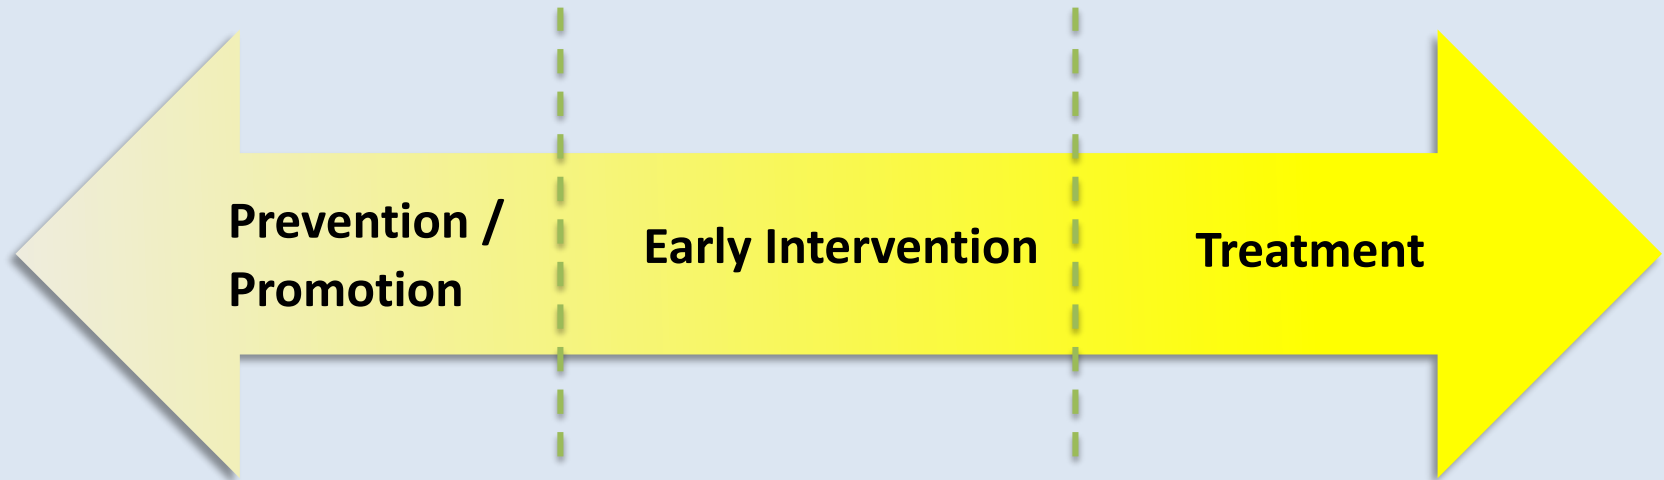 Prevention /
Promotion
Early Intervention
Treatment